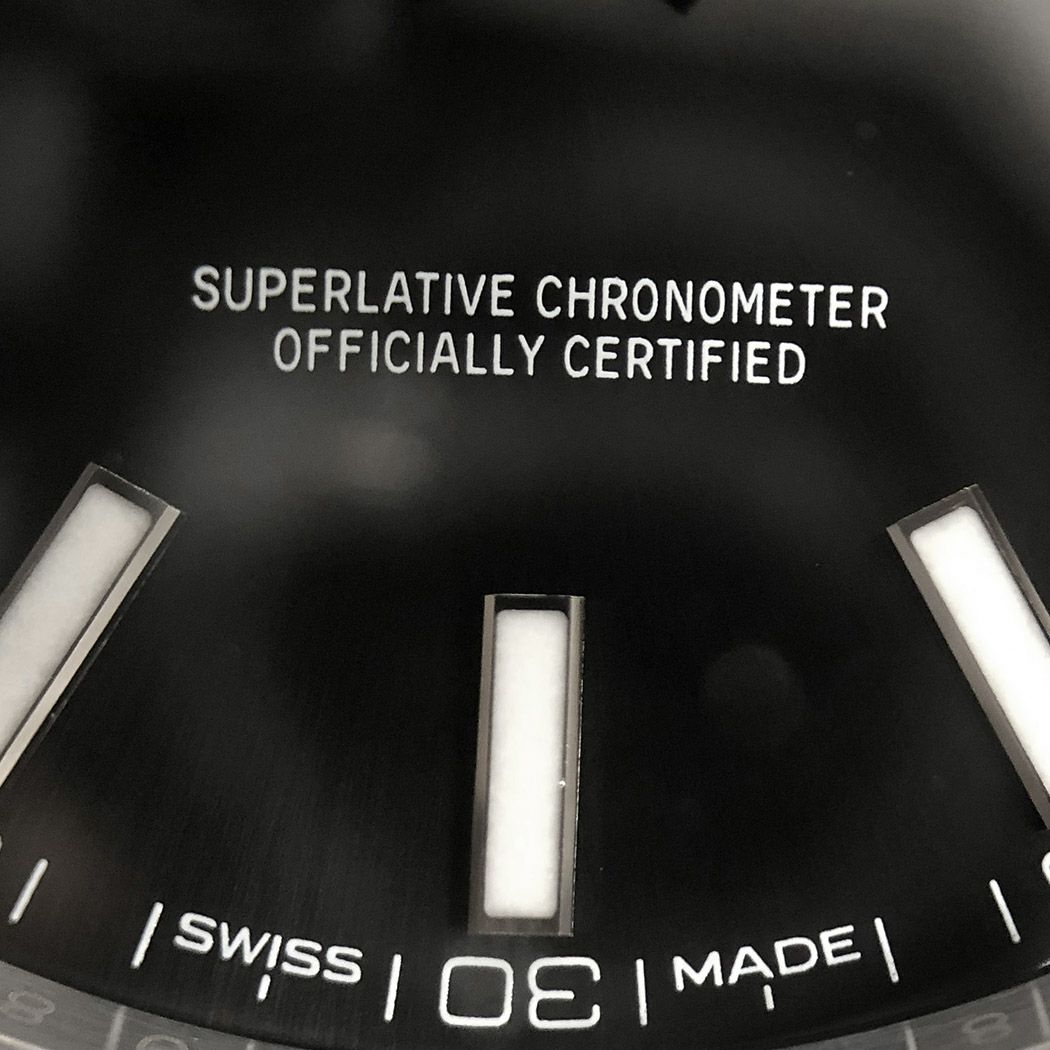 SUPERLATIVE CHRONOMETER
OFFICIALLY CERTIFIED
SWISS 30 MADE